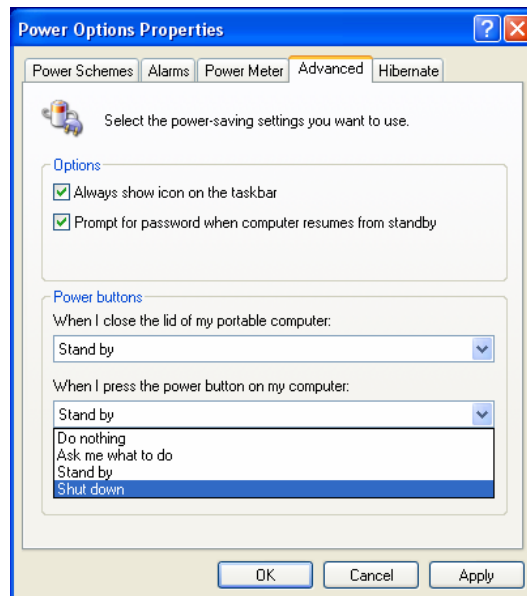 Power Options Properties
Power Schemes Alarms Power Meter Advanced Hibernate
Select the power-saving settings you want to use.
Options
Always show icon on the taskbar
Prompt for password when computer resumes from standby
Power buttons
When I close the lid of my portable computer:
Stand by
When I press the power button on my computer:
Stand by
Do nothing
Ask me what to do
Stand by
Shut down
OK Cancel Apply